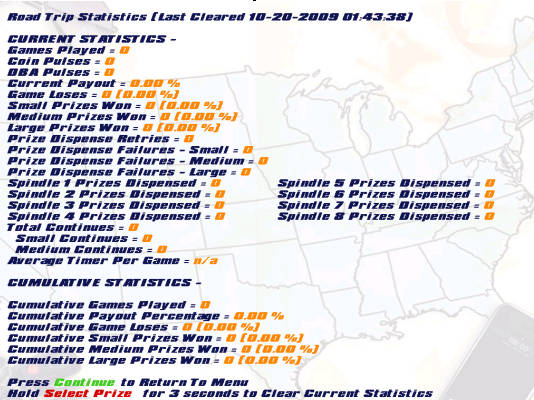 Road Trip Statistics (Last Cleared 10-20-2009 01:43:38)
CURRENT STATISTICS -
Games Played = 0
Coin Pulses = 0
DBA Pulses = 0
Current Payout = 0.00 %
Game Loses = 0 (0.00 %)
Small Prizes Won = 0 (0.00 %)
Medium Prizes Won = 0 (0.00 %)
Large Prizes Won = 0 (0.00 %)
Prize Dispense Retries = 0
Prize Dispense Failures - Small = 0
Prize Dispense Failures - Medium = 0
Prize Dispense Failures - Large = 0
Spindle 1 Prizes Dispensed = 0 Spindle 5 Prizes Dispensed = 0
Spindle 2 Prizes Dispensed = 0 Spindle 6 Prizes Dispensed = 0
Spindle 3 Prizes Dispensed = 0 Spindle 7 Prizes Dispensed = 0
Spindle 4 Prizes Dispensed = 0 Spindle 8 Prizes Dispensed = 0
Total Continues = 0
Small Continues = 0
Medium Continues = 0
Average Timer Per Game = n/a
CUMULATIVE STATISTICS -
Cumulative Games Played = 0
Cumulative Payout Percentage = 0.00 %
Cumulative Game Loses = 0 (0.00 %)
Cumulative Small Prizes Won = 0 (0.00 %)
Cumulative Medium Prizes Won = 0 (0.00 %)
Cumulative Large Prizes Won = 0 (0.00 %)
Press Continue to Return To Menu
Hold Select Prize for 3 seconds to Clear Current Statistics